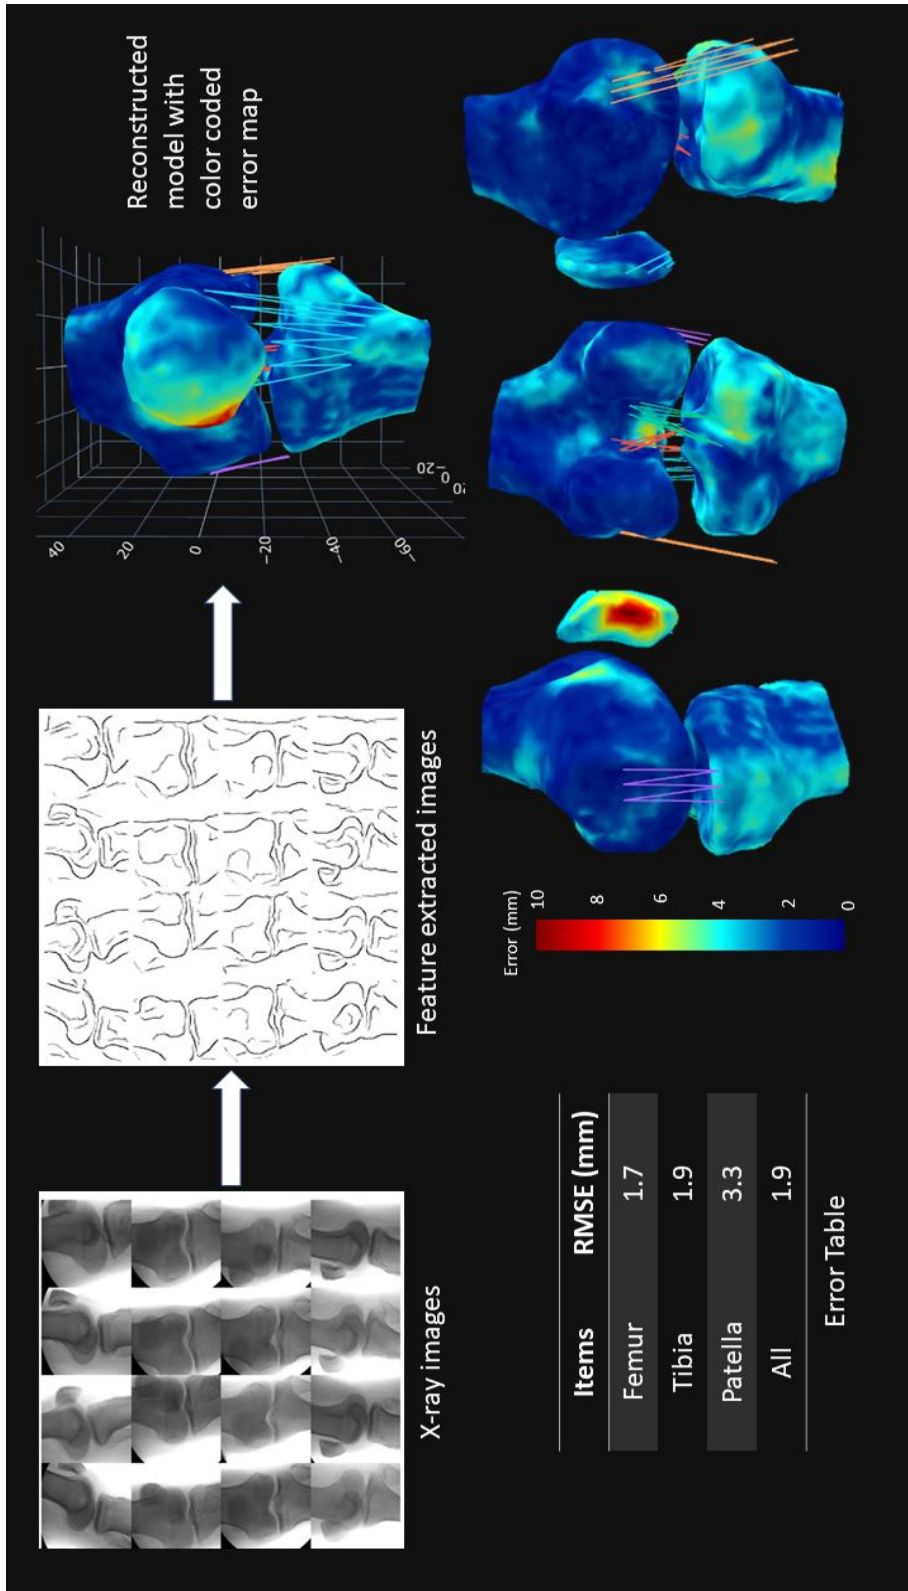 X-ray images
Feature extracted images
Reconstructed
model with
color coded
error map
40
20
0
−20
−40
−60
−20
0
Items RMSE (mm)
Femur 1.7
Tibia 1.9
Patella 3.3
All 1.9
Error Table
Error (mm)
10
8
6
4
2
0